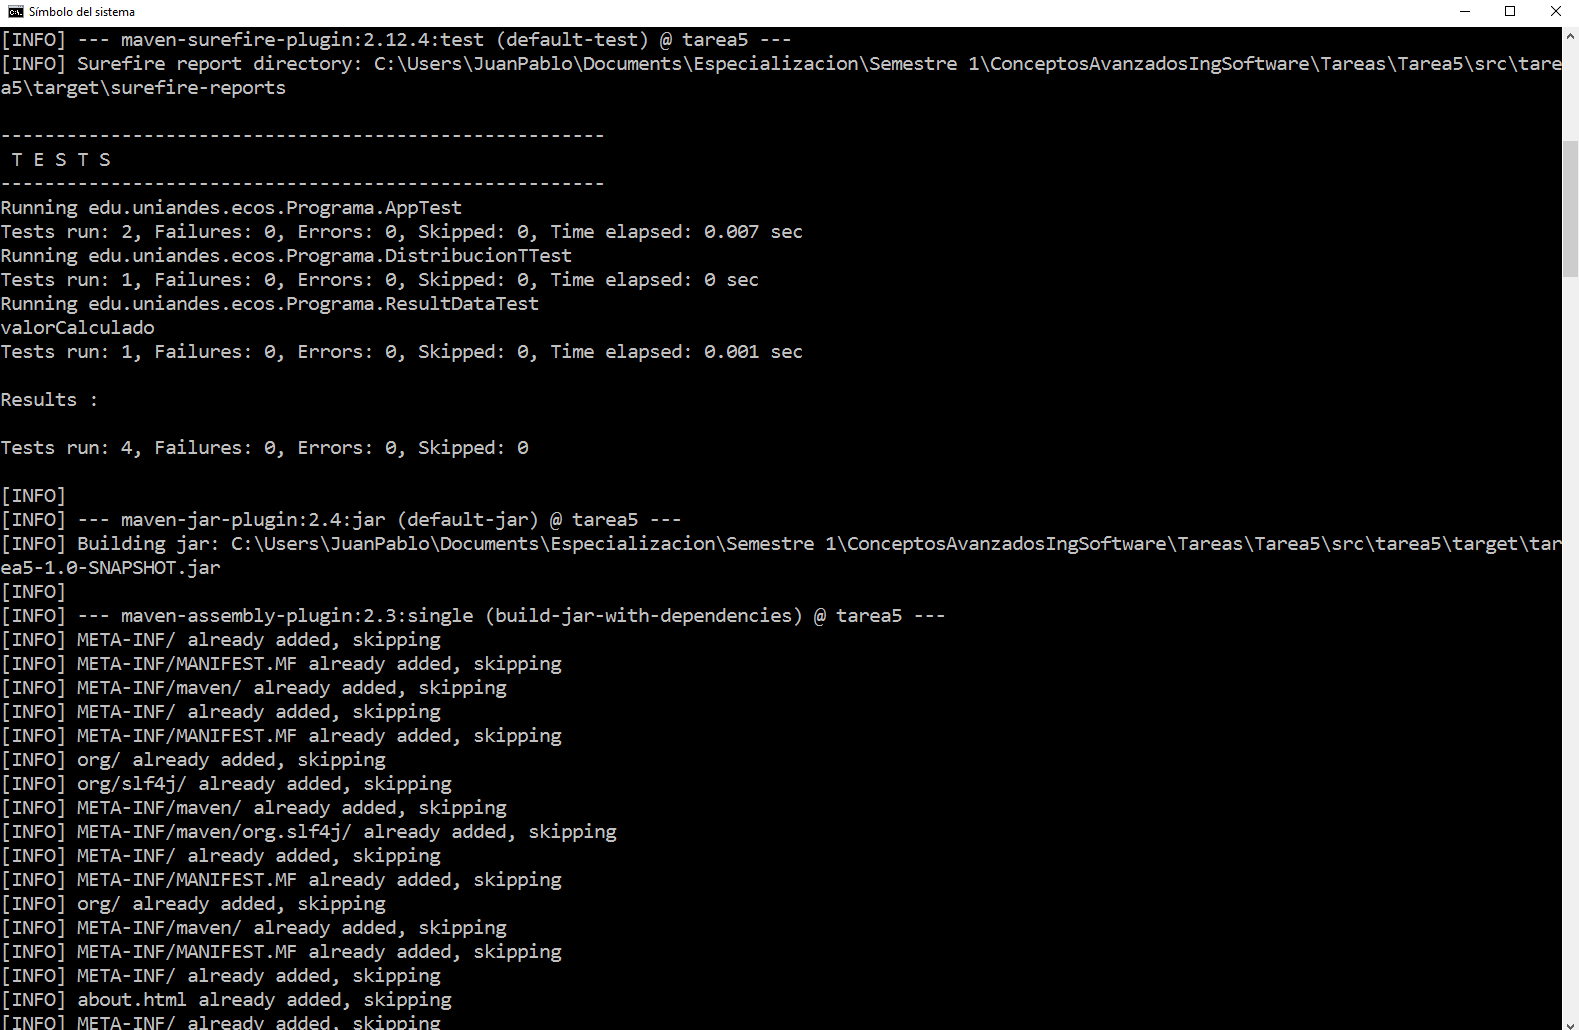 Símbolo del sistema
[INFO] --- maven-surefire-plugin:2.12.4:test (default-test) @ tarea5 ---
[INFO] Surefire report directory: C:\Users\JuanPablo\Documents\Especializacion\Semestre 1\ConceptosAvanzadosIngSoftware\Tareas\Tarea5\src\tare
a5\target\surefire-reports
-------------------------------------------------------
 T E S T S
-------------------------------------------------------
Running edu.uniandes.ecos.Programa.AppTest
Tests run: 2, Failures: 0, Errors: 0, Skipped: 0, Time elapsed: 0.007 sec
Running edu.uniandes.ecos.Programa.DistribucionTTest
Tests run: 1, Failures: 0, Errors: 0, Skipped: 0, Time elapsed: 0 sec
Running edu.uniandes.ecos.Programa.ResultDataTest
valorCalculado
Tests run: 1, Failures: 0, Errors: 0, Skipped: 0, Time elapsed: 0.001 sec
Results :
Tests run: 4, Failures: 0, Errors: 0, Skipped: 0
[INFO]
[INFO] --- maven-jar-plugin:2.4:jar (default-jar) @ tarea5 ---
[INFO] Building jar: C:\Users\JuanPablo\Documents\Especializacion\Semestre 1\ConceptosAvanzadosIngSoftware\Tareas\Tarea5\src\tarea5\target\tar
ea5-1.0-SNAPSHOT.jar
[INFO]
[INFO] --- maven-assembly-plugin:2.3:single (build-jar-with-dependencies) @ tarea5 ---
[INFO] META-INF/ already added, skipping
[INFO] META-INF/MANIFEST.MF already added, skipping
[INFO] META-INF/maven/ already added, skipping
[INFO] META-INF/ already added, skipping
[INFO] META-INF/MANIFEST.MF already added, skipping
[INFO] org/ already added, skipping
[INFO] org/slf4j/ already added, skipping
[INFO] META-INF/maven/ already added, skipping
[INFO] META-INF/maven/org.slf4j/ already added, skipping
[INFO] META-INF/ already added, skipping
[INFO] META-INF/MANIFEST.MF already added, skipping
[INFO] org/ already added, skipping
[INFO] META-INF/maven/ already added, skipping
[INFO] META-INF/MANIFEST.MF already added, skipping
[INFO] META-INF/ already added, skipping
[INFO] about.html already added, skipping
[INFO] META-INF/ already added, skipping